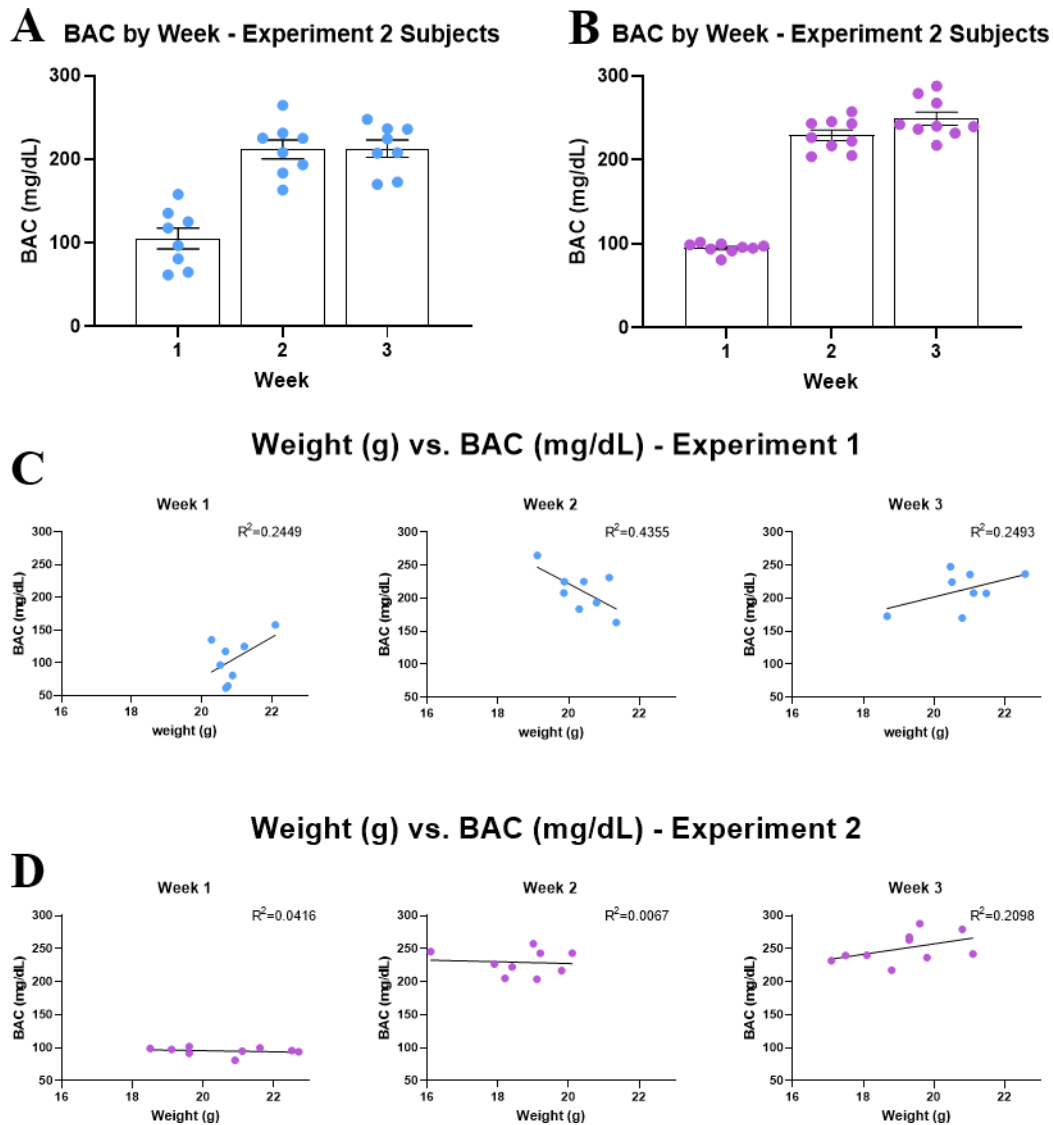 A BAC by Week - Experiment 2 Subjects
BAC (mg/dL)
300
200
100
0
1 2 3
Week
B BAC by Week - Experiment 2 Subjects
BAC (mg/dL)
300
200
100
0
1 2 3
Week
Weight (g) vs. BAC (mg/dL) - Experiment 1
C
Week 1
R²=0.2449
BAC (mg/dL)
300
250
200
150
100
50
16 18 20 22
weight (g)
Week 2
R²=0.4355
BAC (mg/dL)
300
250
200
150
100
50
16 18 20 22
weight (g)
Week 3
R²=0.2493
BAC (mg/dL)
300
250
200
150
100
50
16 18 20 22
weight (g)
Weight (g) vs. BAC (mg/dL) - Experiment 2
D
Week 1
R²=0.0416
BAC (mg/dL)
300
250
200
150
100
50
16 18 20 22
Weight (g)
Week 2
R²=0.0067
BAC (mg/dL)
300
250
200
150
100
50
16 18 20 22
Weight (g)
Week 3
R²=0.2098
BAC (mg/dL)
300
250
200
150
100
50
16 18 20 22
Weight (g)